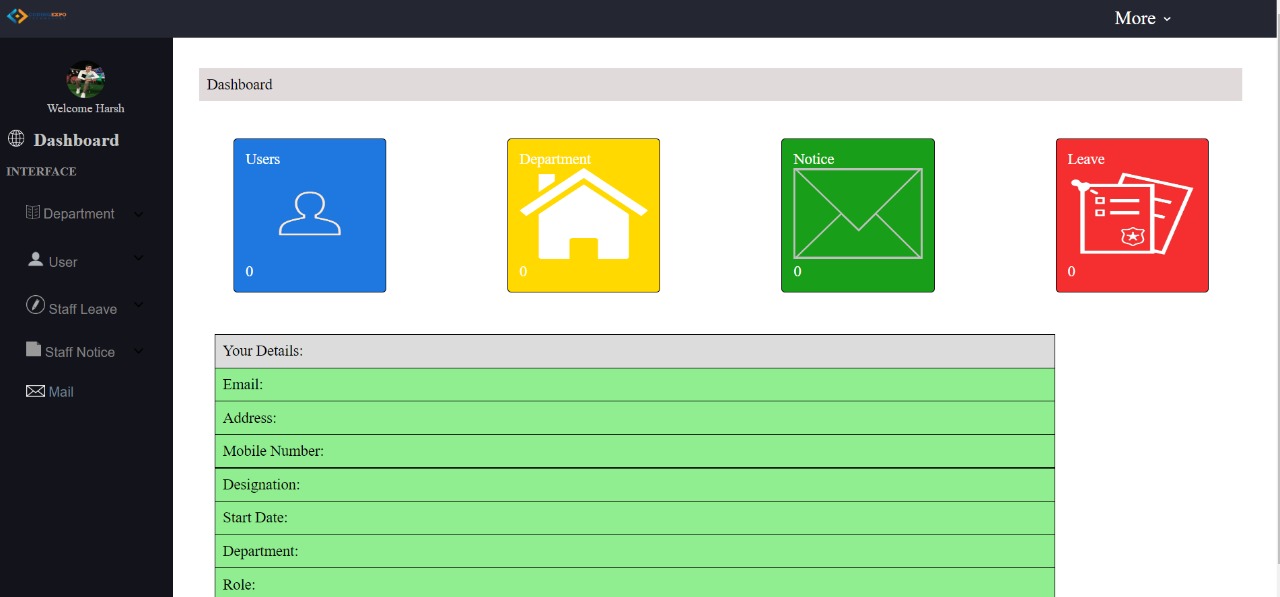 EXPO
More
Welcome Harsh
Dashboard
INTERFACE
Department
User
Staff Leave
Staff Notice
Mail
Dashboard
Users
0
Department
0
Notice
0
Leave
0
Your Details:
Email:
Address:
Mobile Number:
Designation:
Start Date:
Department:
Role: